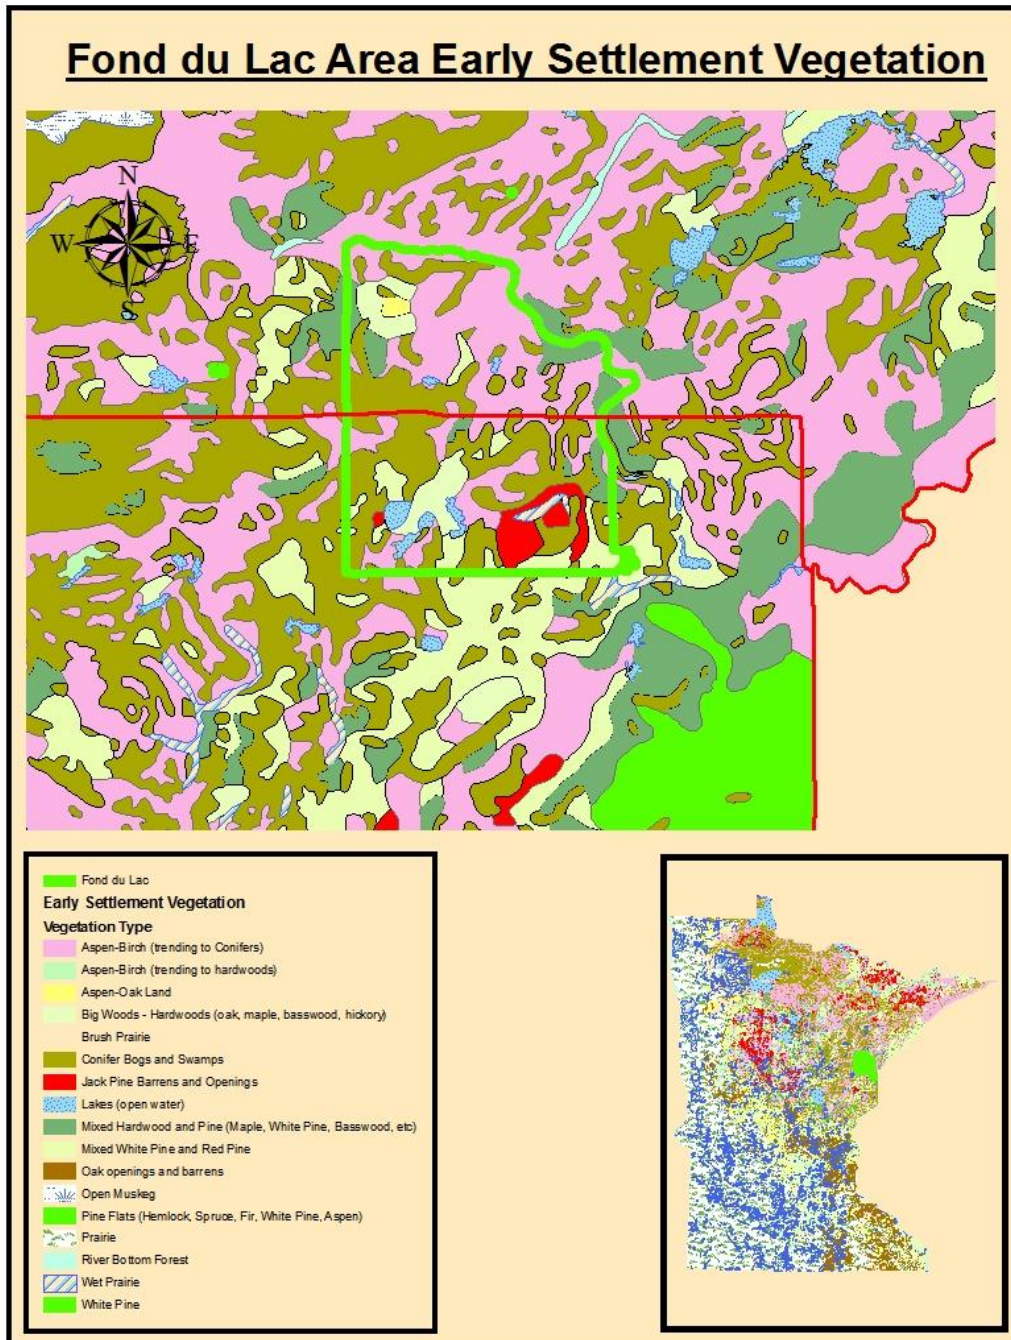 Fond du Lac Area Early Settlement Vegetation
N
W
E
S
Fond du Lac
Early Settlement Vegetation
Vegetation Type
Aspen-Birch (trending to Conifers)
Aspen-Birch (trending to hardwoods)
Aspen-Oak Land
Big Woods - Hardwoods (oak, maple, basswood, hickory)
Brush Prairie
Conifer Bogs and Swamps
Jack Pine Barrens and Openings
Lakes (open water)
Mixed Hardwood and Pine (Maple, White Pine, Basswood, etc)
Mixed White Pine and Red Pine
Oak openings and barrens
Open Muskeg
Pine Flats (Hemlock, Spruce, Fir, White Pine, Aspen)
Prairie
River Bottom Forest
Wet Prairie
White Pine